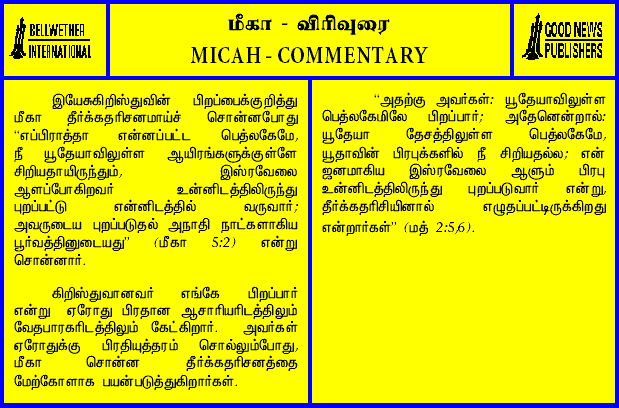 BELLWETHER
INTERNATIONAL
மீகா - விரிவுரை
MICAH - COMMENTARY
GOOD NEWS
PUBLISHERS
இயேசுகிறிஸ்துவின் பிறப்பைக்குறித்து
மீகா தீர்க்கதரிசனமாய்ச் சொன்னபோது
“எப்பிராத்தா என்னப்பட்ட பெத்லகேமே,
நீ யூதேயாவிலுள்ள ஆயிரங்களுக்குள்ளே
சிறியதாயிருந்தும், இஸ்ரவேலை
ஆளப்போகிறவர் உன்னிடத்திலிருந்து
புறப்பட்டு என்னிடத்தில் வருவார்;
அவருடைய புறப்படுதல் அநாதி நாட்களாகிய
பூர்வத்தினுடையது” (மீகா 5:2) என்று
சொன்னார்.
கிறிஸ்துவானவர் எங்கே பிறப்பார்
என்று ஏரோது பிரதான ஆசாரியரிடத்திலும்
வேதபாரகரிடத்திலும் கேட்கிறார். அவர்கள்
ஏரோதுக்கு பிரதியுத்தரம் சொல்லும்போது,
மீகா சொன்ன தீர்க்கதரிசனத்தை
மேற்கோளாக பயன்படுத்துகிறார்கள்.
“அதற்கு அவர்கள்: யூதேயாவிலுள்ள
பெத்லகேமிலே பிறப்பார்; அதேனென்றால்:
யூதேயா தேசத்திலுள்ள பெத்லகேமே,
யூதாவின் பிரபுக்களில் நீ சிறியதல்ல; என்
ஜனமாகிய இஸ்ரவேலை ஆளும் பிரபு
உன்னிடத்திலிருந்து புறப்படுவார் என்று,
தீர்க்கதரிசியினால் எழுதப்பட்டிருக்கிறது
என்றார்கள்” (மத் 2:5,6).